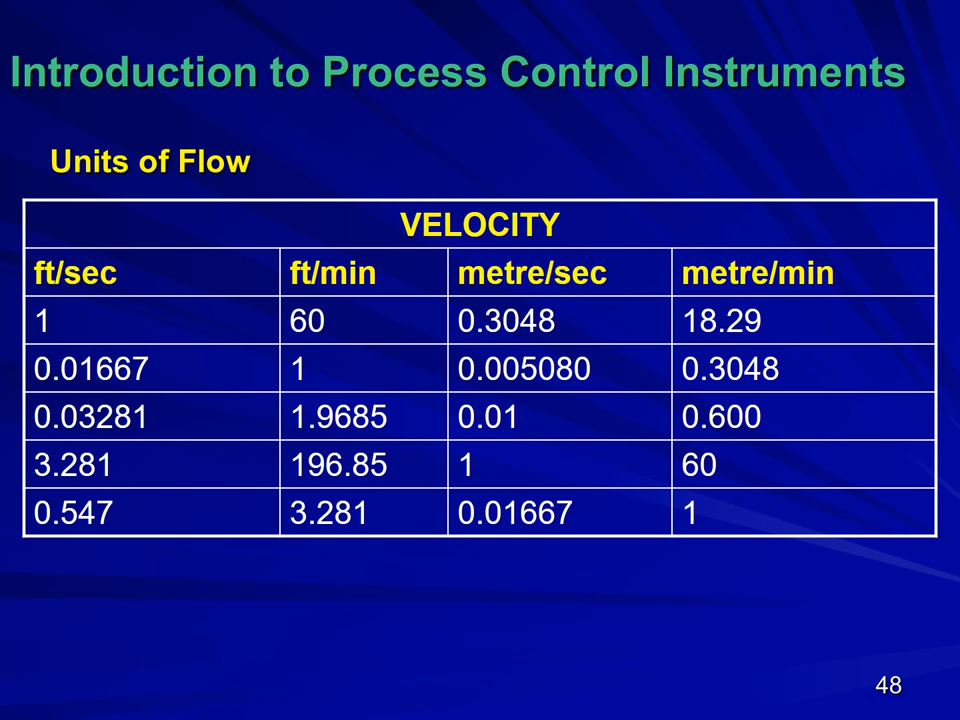 Introduction to Process Control Instruments
Units of Flow
VELOCITY
ft/sec ft/min metre/sec metre/min
1 60 0.3048 18.29
0.01667 1 0.005080 0.3048
0.03281 1.9685 0.01 0.600
3.281 196.85 1 60
0.547 3.281 0.01667 1
48